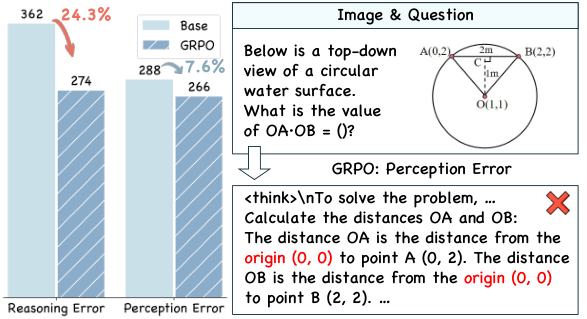 362
24.3%
274
Base
GRPO
288
7.6%
266
Reasoning Error
Perception Error
Image & Question
Below is a top-down
view of a circular
water surface.
What is the value
of OA·OB = ()?
A(0,2)
2m
B(2,2)
C
1m
O(1,1)
GRPO: Perception Error
<think>\nTo solve the problem, ...
Calculate the distances OA and OB:
The distance OA is the distance from the
origin (0, 0) to point A (0, 2). The distance
OB is the distance from the origin (0, 0)
to point B (2, 2). ...